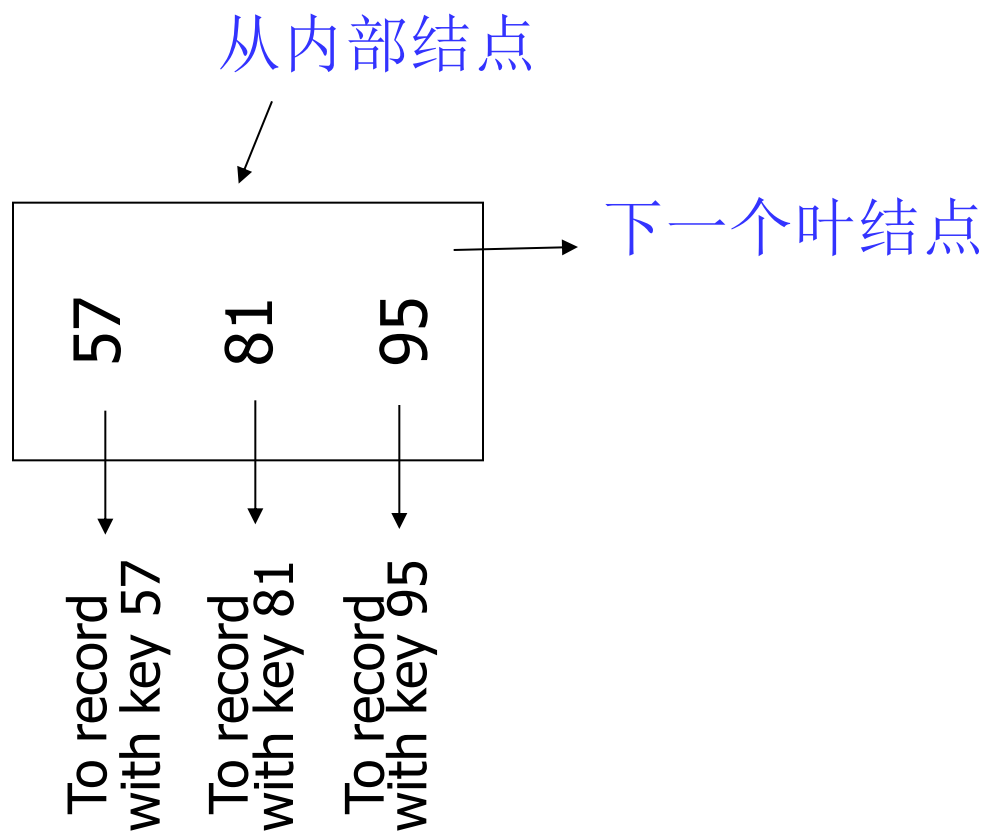 从内部结点
下一个叶结点
57
81
95
To record
with key 57
To record
with key 81
To record
with key 95